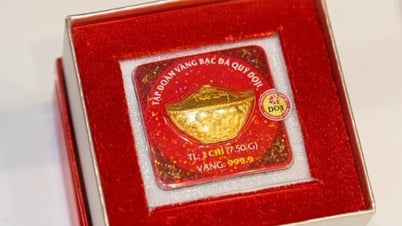 TẬP ĐOÀN VÀNG BẠC ĐÁ QUÝ DOJI
DOJI
TL: 2 CHỈ (7.50.G)
VÀNG: 999.9